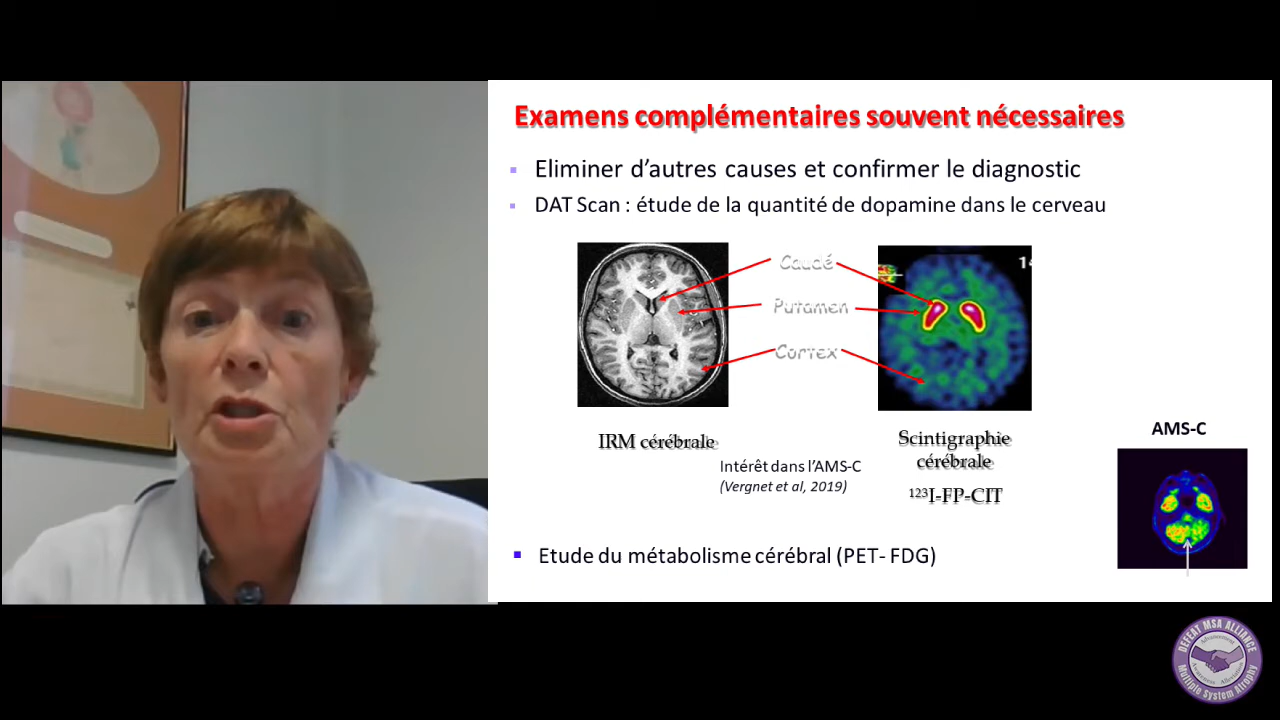 Examens complémentaires souvent nécessaires
Eliminer d'autres causes et confirmer le diagnostic
DAT Scan : étude de la quantité de dopamine dans le cerveau
Caudé
Putamen
Cortex
14
IRM cérébrale
Scintigraphie
cérébrale
¹²³I-FP-CIT
Intérêt dans l'AMS-C
(Vergnet et al, 2019)
AMS-C
Etude du métabolisme cérébral (PET- FDG)
DEFEAT MSA ALLIANCE
Multiple System Atrophy